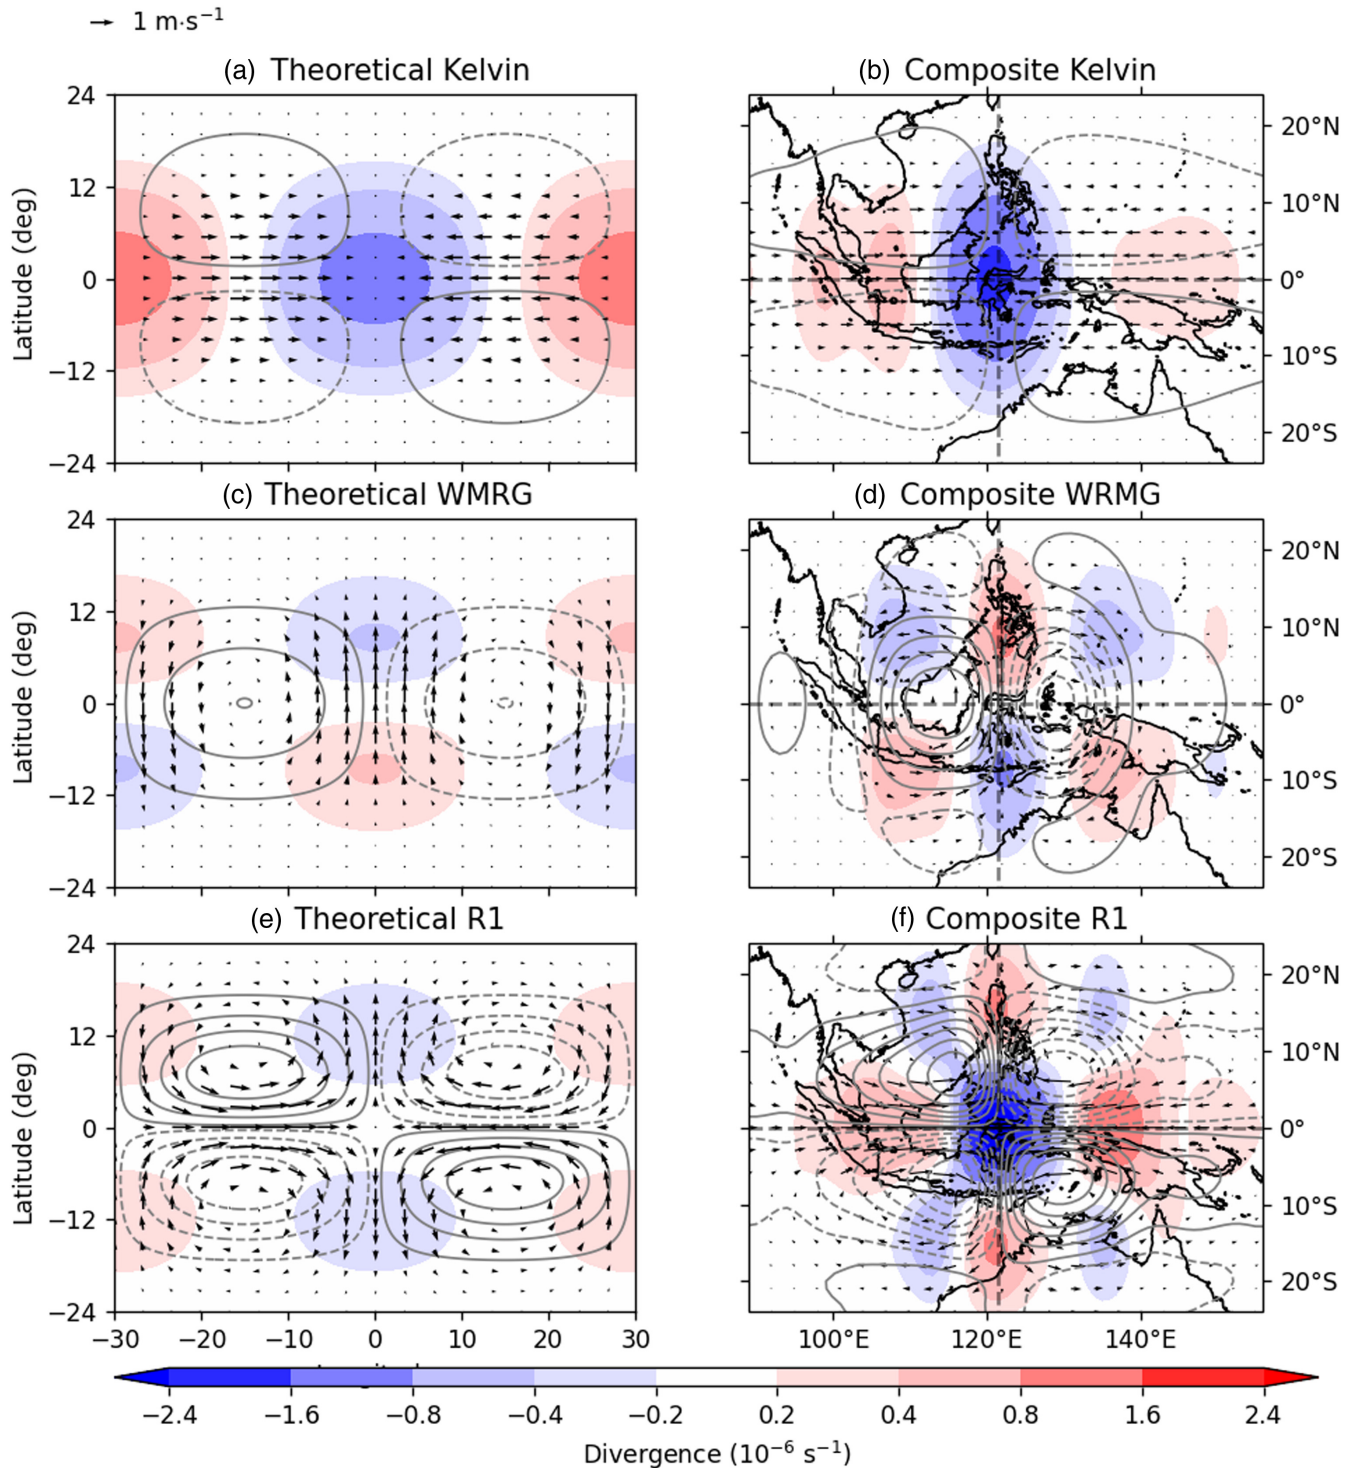 1 m·s⁻¹
(a) Theoretical Kelvin
(b) Composite Kelvin
24
12
0
−12
−24
Latitude (deg)
20°N
10°N
0°
10°S
20°S
(c) Theoretical WMRG
(d) Composite WRMG
24
12
0
−12
−24
Latitude (deg)
20°N
10°N
0°
10°S
20°S
(e) Theoretical R1
(f) Composite R1
24
12
0
−12
−24
Latitude (deg)
20°N
10°N
0°
10°S
20°S
−30 −20 −10 0 10 20 30
100°E 120°E 140°E
−2.4 −1.6 −0.8 −0.4 −0.2 0.2 0.4 0.8 1.6 2.4
Divergence (10⁻⁶ s⁻¹)